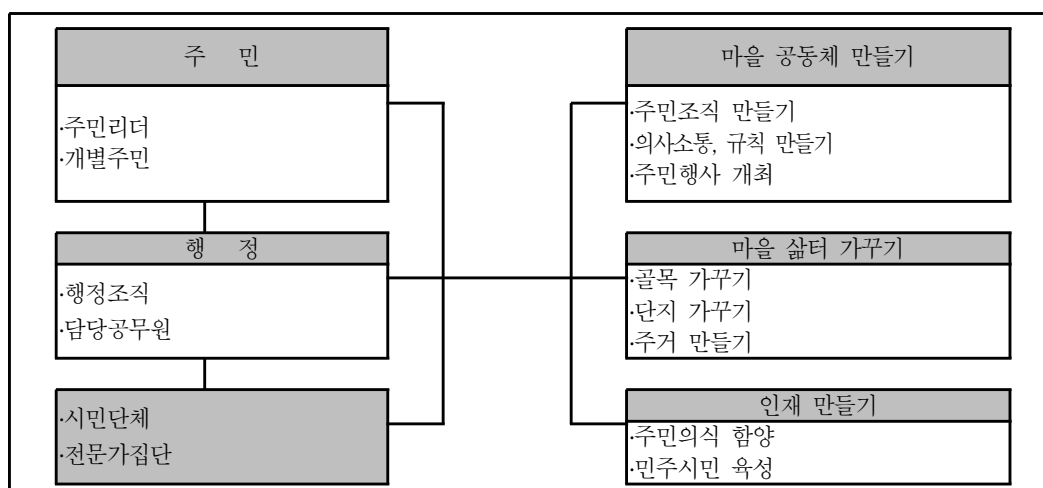 주 민
·주민리더
·개별주민
행 정
·행정조직
·담당공무원
·시민단체
·전문가집단
마을 공동체 만들기
·주민조직 만들기
·의사소통, 규칙 만들기
·주민행사 개최
마을 삶터 가꾸기
·골목 가꾸기
·단지 가꾸기
·주거 만들기
인재 만들기
·주민의식 함양
·민주시민 육성